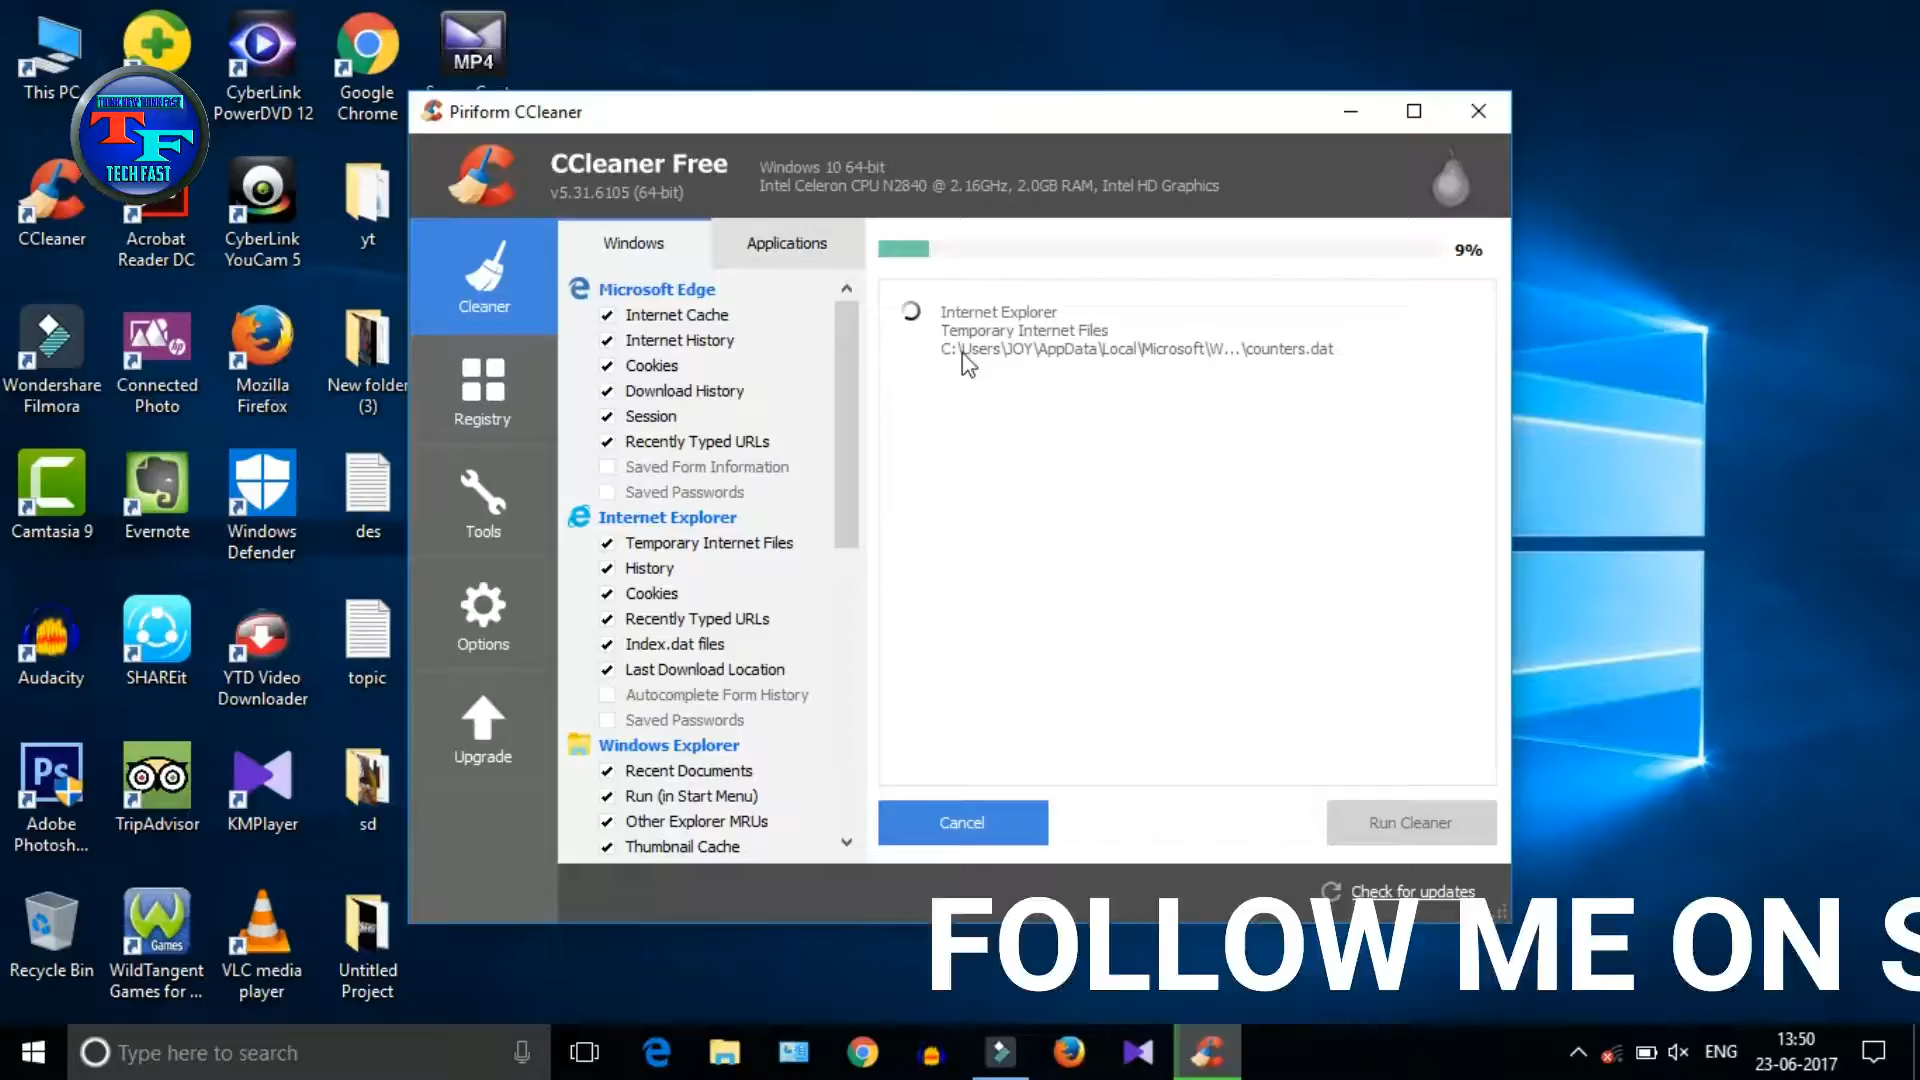 This PC
CyberLink
PowerDVD 12
Google
Chrome
MP4
THINK NEW THINK FAST
TF
TECH FAST
CCleaner
Acrobat
Reader DC
CyberLink
YouCam 5
yt
Wondershare
Filmora
Connected
Photo
Mozilla
Firefox
New folder
(3)
Camtasia 9
Evernote
Windows
Defender
des
Audacity
SHAREit
YTD Video
Downloader
topic
Ps
Adobe
Photosh...
TripAdvisor
KMPlayer
sd
Recycle Bin
Games
WildTangent
Games for ...
VLC media
player
Untitled
Project
Piriform CCleaner
CCleaner Free
v5.31.6105 (64-bit)
Windows 10 64-bit
Intel Celeron CPU N2840 @ 2.16GHz, 2.0GB RAM, Intel HD Graphics
Cleaner
Registry
Tools
Options
Upgrade
Windows
Applications
Microsoft Edge
Internet Cache
Internet History
Cookies
Download History
Session
Recently Typed URLs
Saved Form Information
Saved Passwords
Internet Explorer
Temporary Internet Files
History
Cookies
Recently Typed URLs
Index.dat files
Last Download Location
Autocomplete Form History
Saved Passwords
Windows Explorer
Recent Documents
Run (in Start Menu)
Other Explorer MRUs
Thumbnail Cache
9%
Internet Explorer
Temporary Internet Files
C:\Users\JOY\AppData\Local\Microsoft\W...\counters.dat
Cancel
Run Cleaner
Check for updates
FOLLOW ME ON S
Type here to search
ENG
13:50
23-06-2017